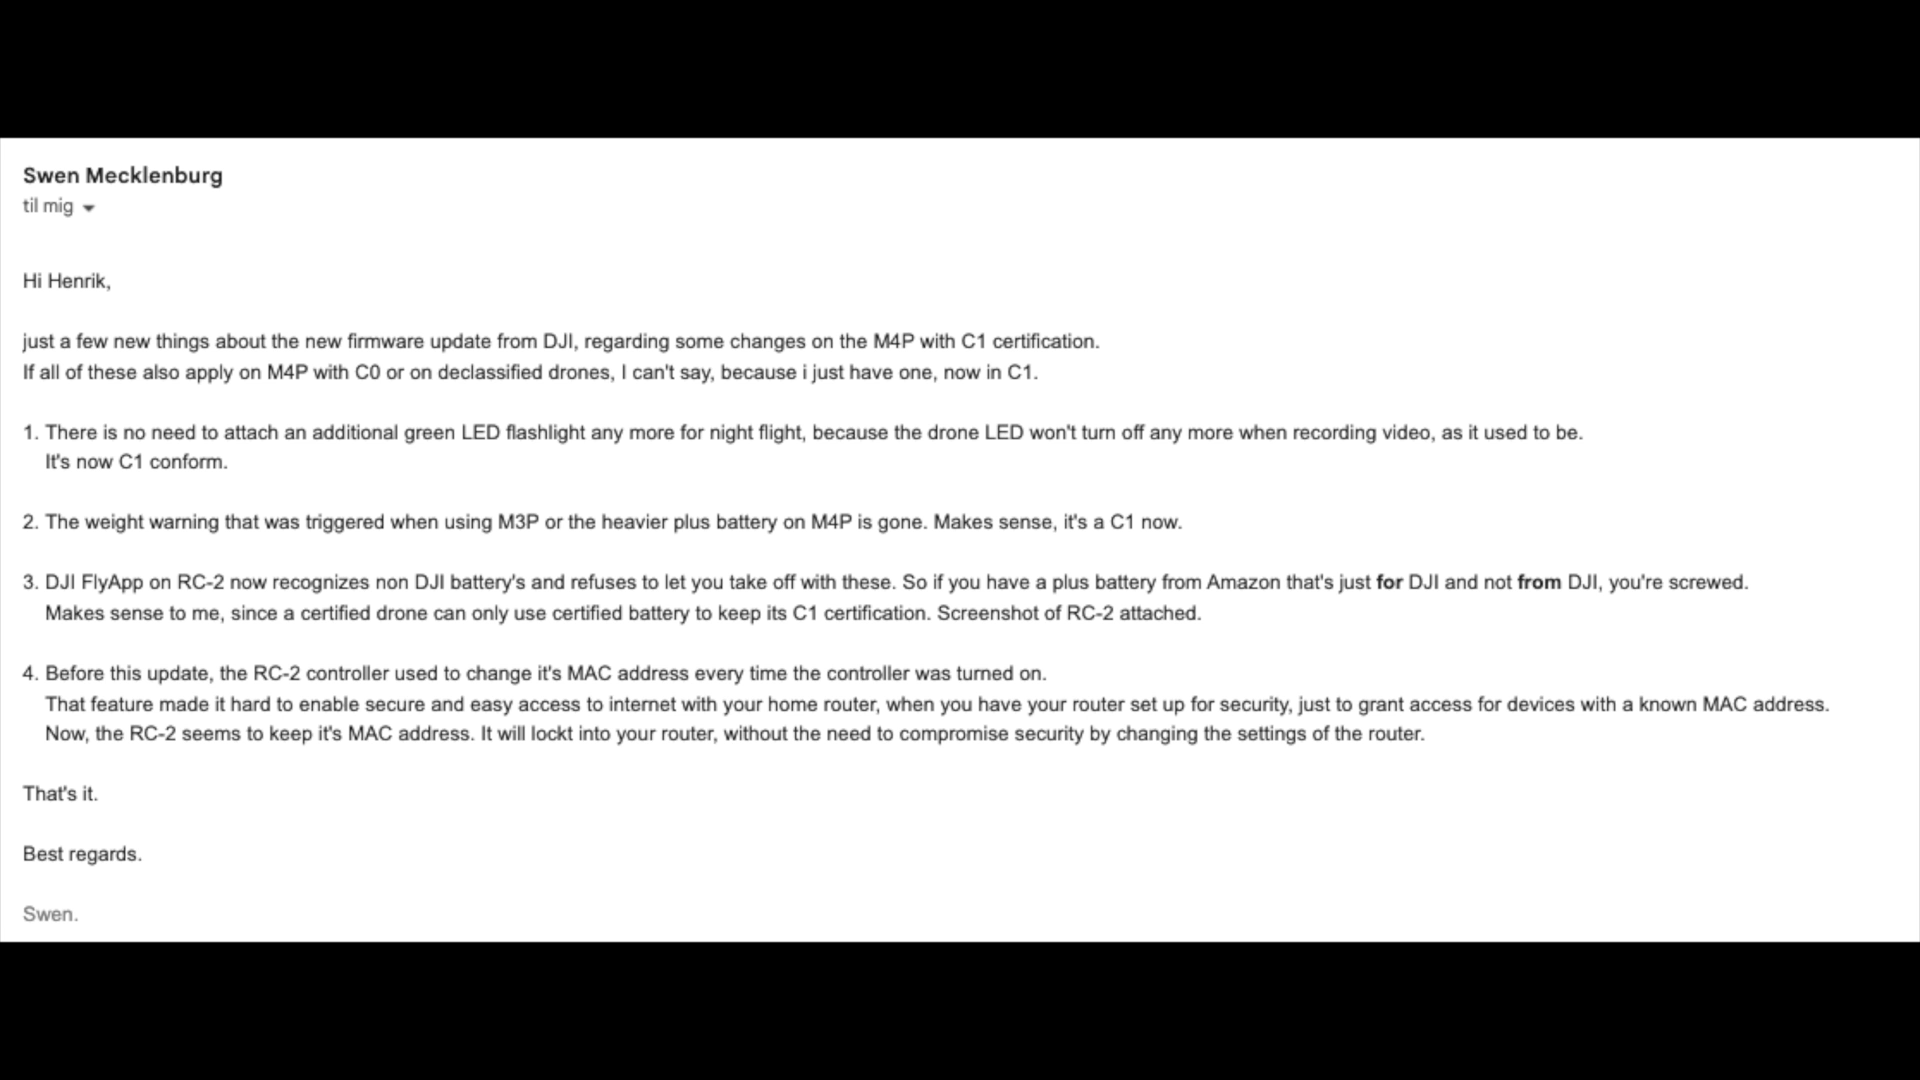 Swen Mecklenburg
til mig
Hi Henrik,
just a few new things about the new firmware update from DJI, regarding some changes on the M4P with C1 certification.
If all of these also apply on M4P with C0 or on declassified drones, I can't say, because i just have one, now in C1.
1. There is no need to attach an additional green LED flashlight any more for night flight, because the drone LED won't turn off any more when recording video, as it used to be.
It's now C1 conform.
2. The weight warning that was triggered when using M3P or the heavier plus battery on M4P is gone. Makes sense, it's a C1 now.
3. DJI FlyApp on RC-2 now recognizes non DJI battery's and refuses to let you take off with these. So if you have a plus battery from Amazon that's just for DJI and not from DJI, you're screwed.
Makes sense to me, since a certified drone can only use certified battery to keep its C1 certification. Screenshot of RC-2 attached.
4. Before this update, the RC-2 controller used to change it's MAC address every time the controller was turned on.
That feature made it hard to enable secure and easy access to internet with your home router, when you have your router set up for security, just to grant access for devices with a known MAC address.
Now, the RC-2 seems to keep it's MAC address. It will lockt into your router, without the need to compromise security by changing the settings of the router.
That's it.
Best regards.
Swen.